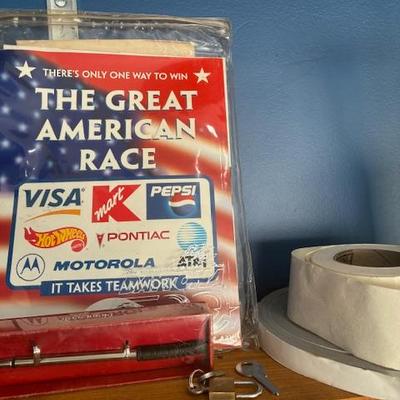 THERE'S ONLY ONE WAY TO WIN
THE GREAT
AMERICAN
RACE
VISA
Kmart
PEPSI
Hot Wheels
PONTIAC
MOTOROLA
AT&T
IT TAKES TEAMWORK